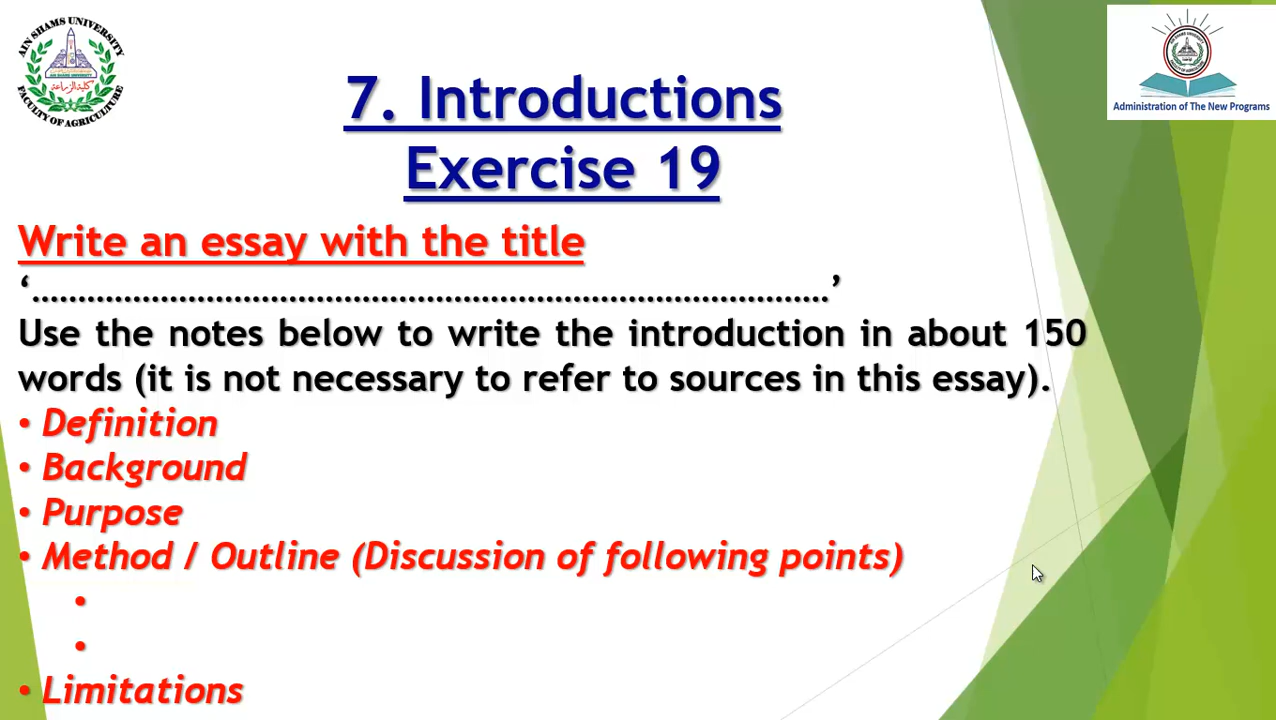 AIN SHAMS UNIVERSITY
كلية الزراعة
FACULTY OF AGRICULTURE
Administration of The New Programs
7. Introductions
Exercise 19
Write an essay with the title
‘……………………………………………………………………………’
Use the notes below to write the introduction in about 150
words (it is not necessary to refer to sources in this essay).
• Definition
• Background
• Purpose
• Method / Outline (Discussion of following points)
•
•
• Limitations